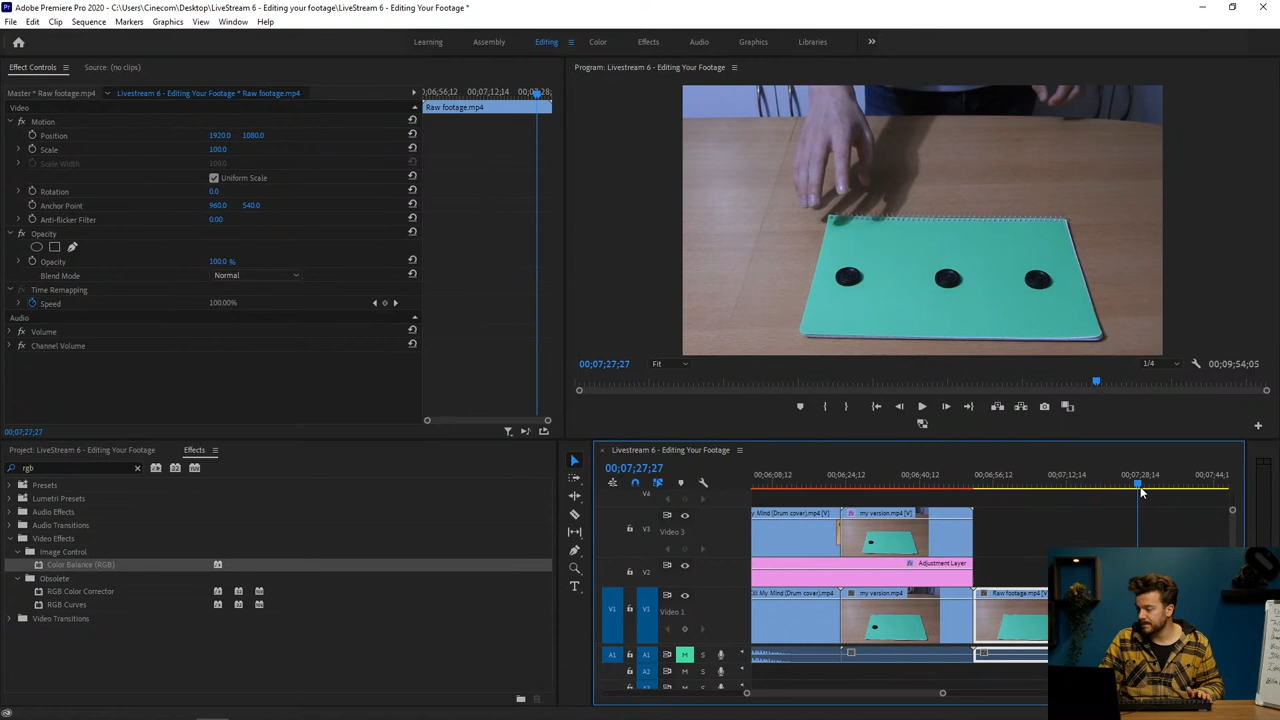 Adobe Premiere Pro 2020 - C:\Users\Cinecom\Desktop\LiveStream 6 - Editing your footage\LiveStream 6 - Editing Your Footage *
File Edit Clip Sequence Markers Graphics View Window Help
Learning Assembly Editing Effects Color Effects Audio Graphics Libraries
Effect Controls Source: (no clips)
Program: Livestream 6 - Editing Your Footage
Master * Raw footage.mp4 Livestream 6 - Editing Your Footage * Raw footage.mp4
;00;06;56;12 00;07;12;14 00;07;28;
Video
Raw footage.mp4
fx Motion
Position 1920.0 1080.0
Scale 100.0
Scale Width 100.0
Uniform Scale
Rotation 0.0
Anchor Point 960.0 540.0
Anti-flicker Filter 0.00
fx Opacity
Opacity 100.0 %
Blend Mode Normal
fx Time Remapping
Speed 100.00%
Audio
fx Volume
fx Channel Volume
00;07;27;27
00;07;27;27 Fit 1/4 00;09;54;05
Project: LiveStream 6 - Editing Your Footage Effects
rgb
Presets
Lumetri Presets
Audio Effects
Audio Transitions
Video Effects
Image Control
Color Balance (RGB)
Obsolete
RGB Color Corrector
RGB Curves
Video Transitions
Livestream 6 - Editing Your Footage
00;07;27;27
00;06;08;12 00;06;24;12 00;06;40;12 00;06;56;12 00;07;12;14 00;07;28;14 00;07;44;1
V4
y Mind (Drum cover).mp4 [V] fx my version.mp4 [V]
Video 3
V3
V2
Adjustment Layer
ill My Mind (Drum cover).mp4 my version.mp4 Raw footage.mp4 [V
V1 V1 Video 1
A1 A1 M S
A2 M S